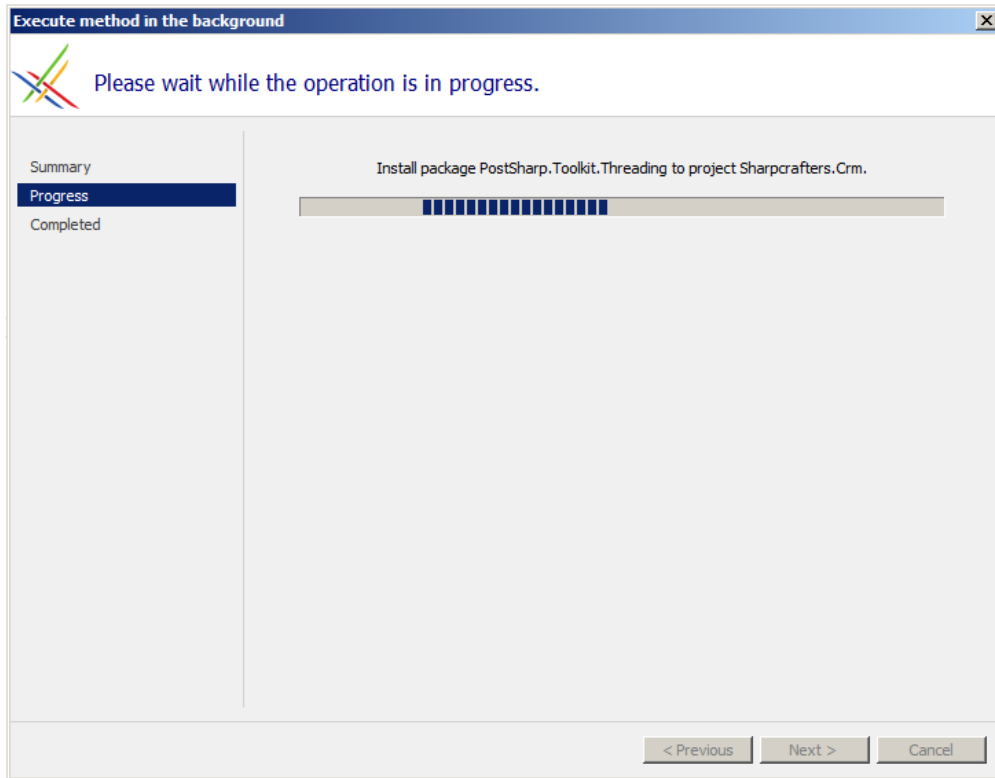 Execute method in the background
Please wait while the operation is in progress.
Summary
Progress
Completed
Install package PostSharp.Toolkit.Threading to project Sharpcrafters.Crm.
< Previous
Next >
Cancel